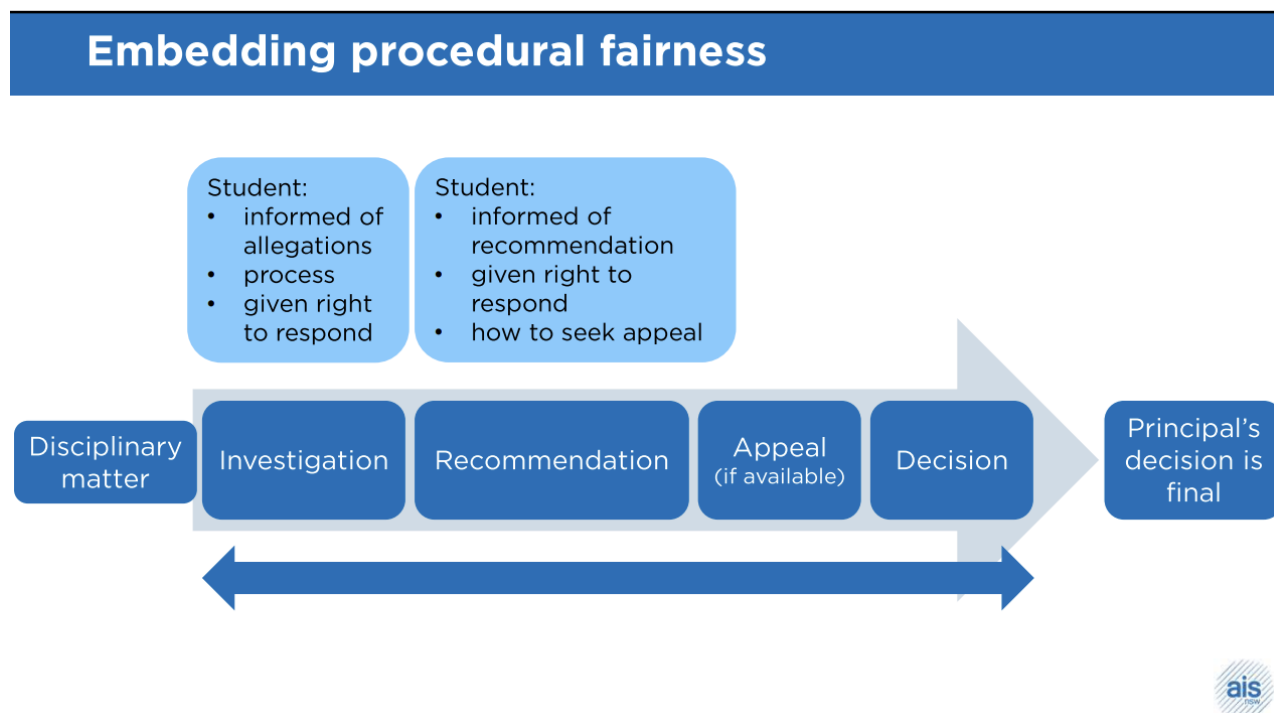 Embedding procedural fairness
Student:
• informed of
allegations
• process
• given right
to respond
Student:
• informed of
recommendation
• given right to
respond
• how to seek appeal
Disciplinary
matter
Investigation
Recommendation
Appeal
(if available)
Decision
Principal’s
decision is
final
ais
nsw